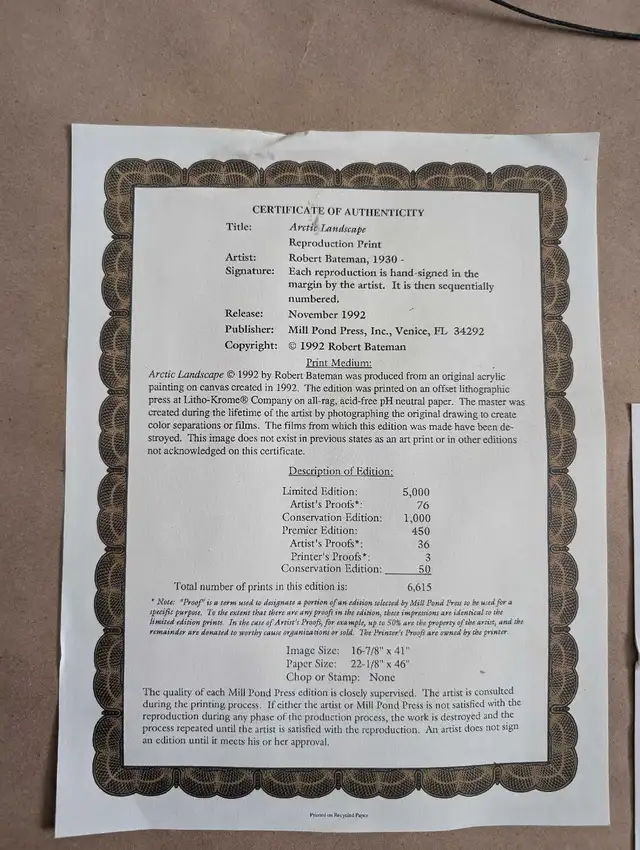 CERTIFICATE OF AUTHENTICITY
Title: Arctic Landscape
Reproduction Print
Artist: Robert Bateman, 1930 -
Signature: Each reproduction is hand-signed in the
margin by the artist. It is then sequentially
numbered.
Release: November 1992
Publisher: Mill Pond Press, Inc., Venice, FL 34292
Copyright: © 1992 Robert Bateman
Print Medium:
Arctic Landscape © 1992 by Robert Bateman was produced from an original acrylic
painting on canvas created in 1992. The edition was printed on an offset lithographic
press at Litho-Krome® Company on all-rag, acid-free pH neutral paper. The master was
created during the lifetime of the artist by photographing the original drawing to create
color separations or films. The films from which this edition was made have been de-
stroyed. This image does not exist in previous states as an art print or in other editions
not acknowledged on this certificate.
Description of Edition:
Limited Edition: 5,000
Artist's Proofs*: 76
Conservation Edition: 1,000
Premier Edition: 450
Artist's Proofs*: 36
Printer's Proofs*: 3
Conservation Edition: 50
Total number of prints in this edition is: 6,615
* Note: "Proof" is a term used to designate a portion of an edition selected by Mill Pond Press to be used for a
specific purpose. To the extent that there are any proofs in the edition, these impressions are identical to the
limited edition prints. In the case of Artist's Proofs, for example, up to 50% are the property of the artist, and the
remainder are donated to worthy cause organizations or sold. The Printer's Proofs are owned by the printer.
Image Size: 16-7/8" x 41"
Paper Size: 22-1/8" x 46"
Chop or Stamp: None
The quality of each Mill Pond Press edition is closely supervised. The artist is consulted
during the printing process. If either the artist or Mill Pond Press is not satisfied with the
reproduction during any phase of the production process, the work is destroyed and the
process repeated until the artist is satisfied with the reproduction. An artist does not sign
an edition until it meets his or her approval.
Printed on Recycled Paper